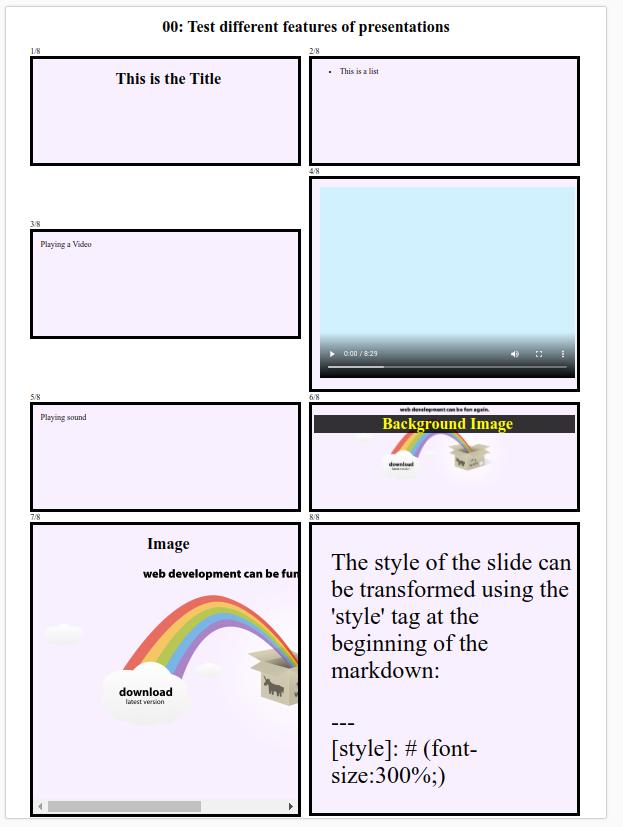 00: Test different features of presentations
1/8
This is the Title
2/8
• This is a list
3/8
Playing a Video
4/8
0:00 / 8:29
5/8
Playing sound
6/8
web development can be fun again.
Background Image
download
latest version
7/8
Image
web development can be fun
download
latest version
8/8
The style of the slide can
be transformed using the
'style' tag at the
beginning of the
markdown:
---
[style]: # (font-
size:300%;)